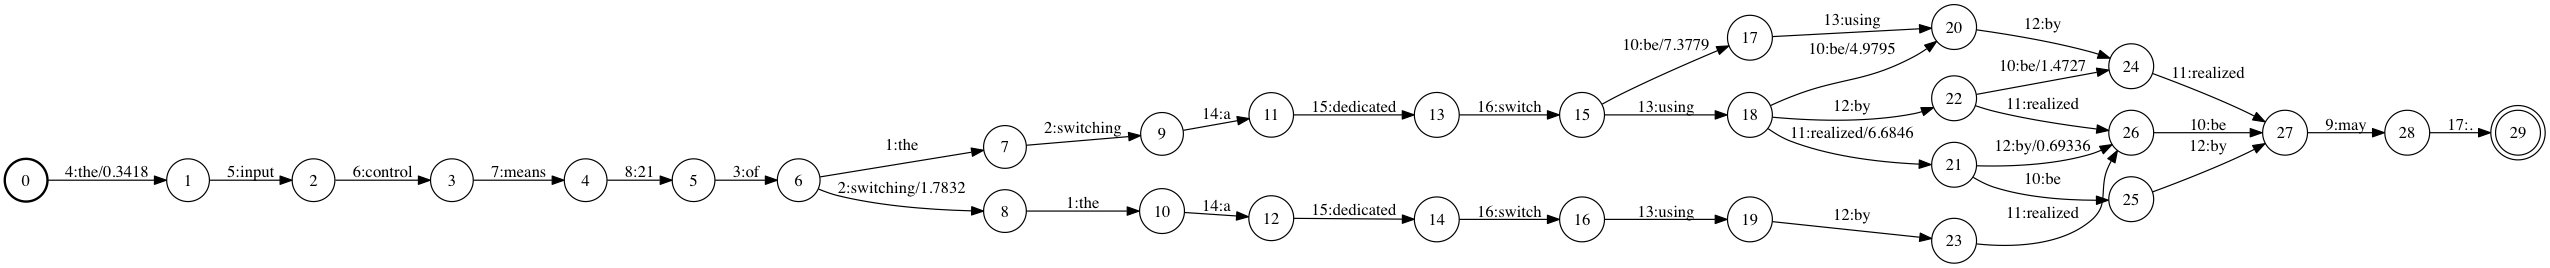 0
4:the/0.3418
1
5:input
2
6:control
3
7:means
4
8:21
5
3:of
6
1:the
2:switching/1.7832
7
8
2:switching
1:the
9
10
14:a
14:a
11
12
15:dedicated
15:dedicated
13
14
16:switch
16:switch
15
16
10:be/7.3779
13:using
13:using
17
18
19
13:using
10:be/4.9795
12:by
11:realized/6.6846
12:by
20
22
21
23
12:by
10:be/1.4727
11:realized
12:by/0.69336
10:be
11:realized
24
26
25
11:realized
10:be
12:by
27
9:may
28
17:.
29